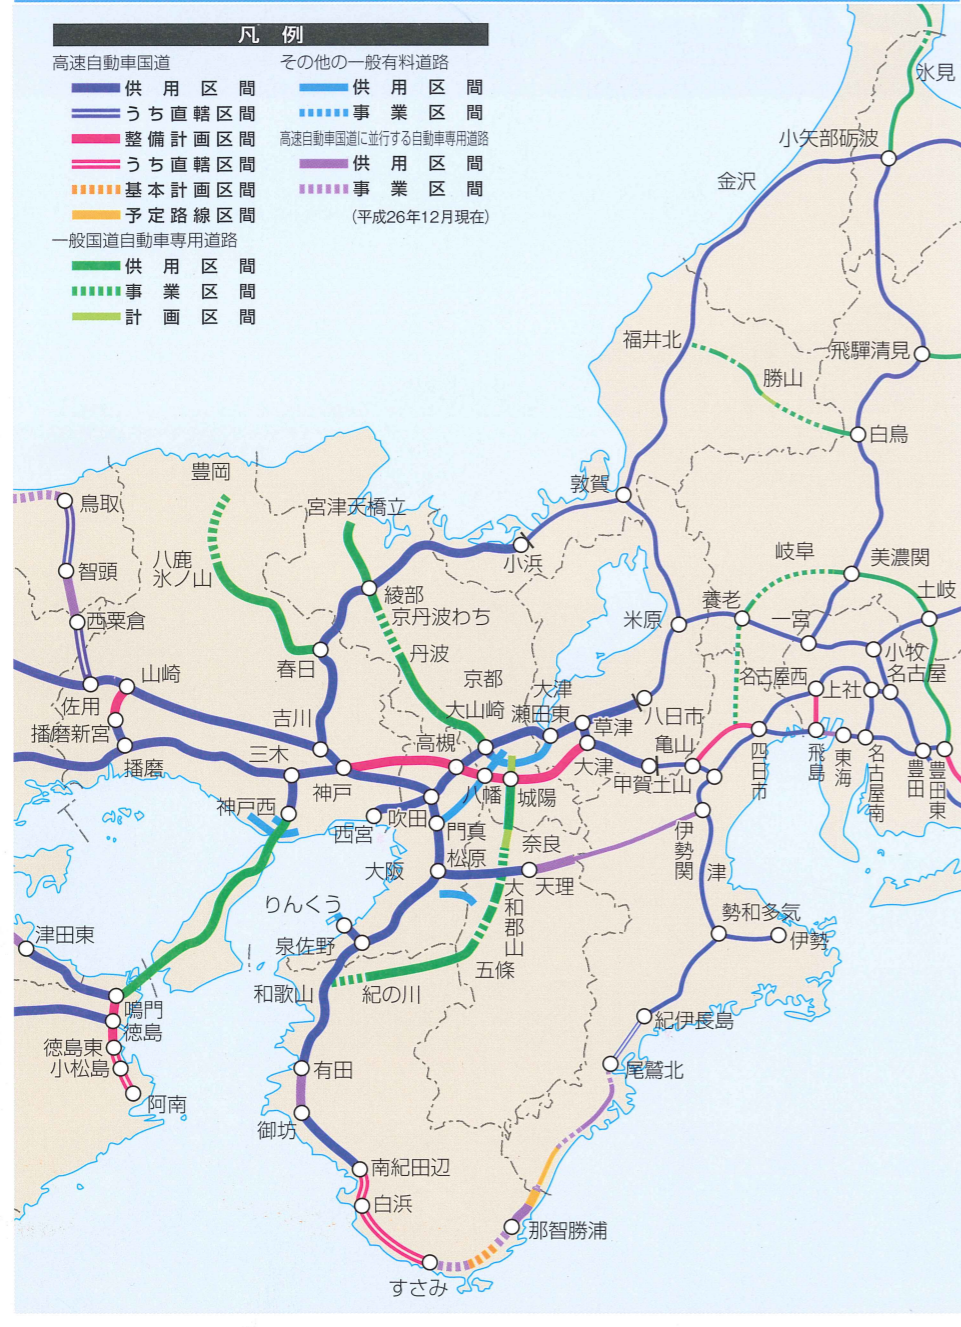 凡例
高速自動車国道
供用区間
うち直轄区間
整備計画区間
うち直轄区間
基本計画区間
予定路線区間
一般国道自動車専用道路
供用区間
事業区間
計画区間
その他の一般有料道路
供用区間
事業区間
高速自動車国道に並行する自動車専用道路
供用区間
事業区間
(平成26年12月現在)
氷見
小矢部砺波
金沢
福井北
飛驒清見
勝山
白鳥
敦賀
豊岡
宮津天橋立
鳥取
小浜
八鹿
氷ノ山
智頭
綾部
京丹波わち
西粟倉
丹波
春日
岐阜
美濃関
養老
一宮
土岐
米原
小牧
名古屋
名古屋西
上社
山崎
佐用
京都
大津
大山崎
瀬田東
草津
八日市
播磨新宮
吉川
高槻
亀山
播磨
三木
神戸
八幡
城陽
大津
甲賀土山
四日市
飛島
東海
名古屋南
豊田
豊田東
神戸西
西宮
吹田
門真
奈良
伊勢関
大阪
松原
天理
津
大和郡山
りんくう
勢和多気
伊勢
津田東
泉佐野
五條
和歌山
紀の川
鳴門
徳島
紀伊長島
徳島東
小松島
有田
尾鷲北
阿南
御坊
南紀田辺
白浜
那智勝浦
すさみ